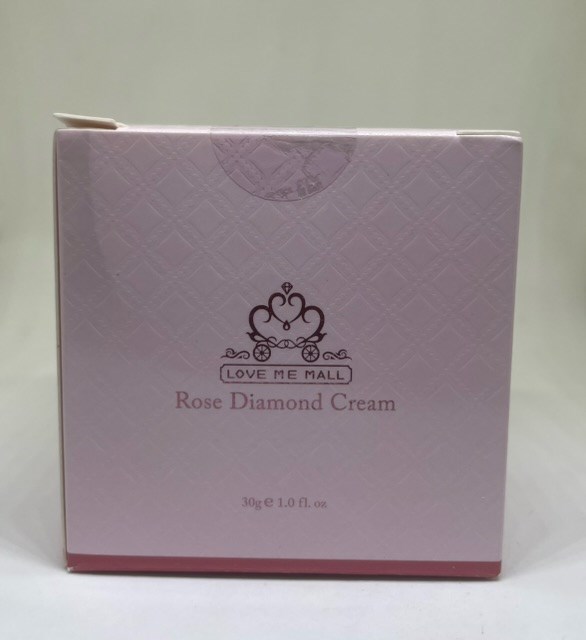 LOVE ME MALL
Rose Diamond Cream
30g e 1.0 fl. oz